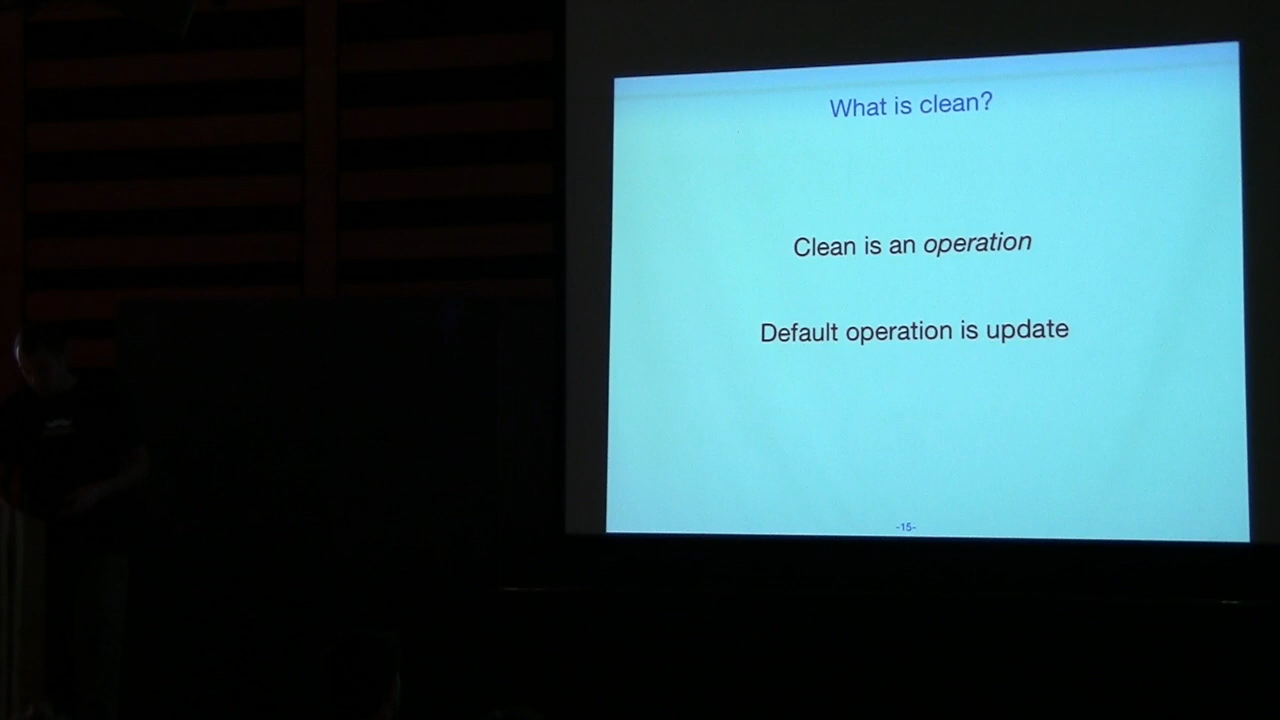 What is clean?
Clean is an operation
Default operation is update
-15-